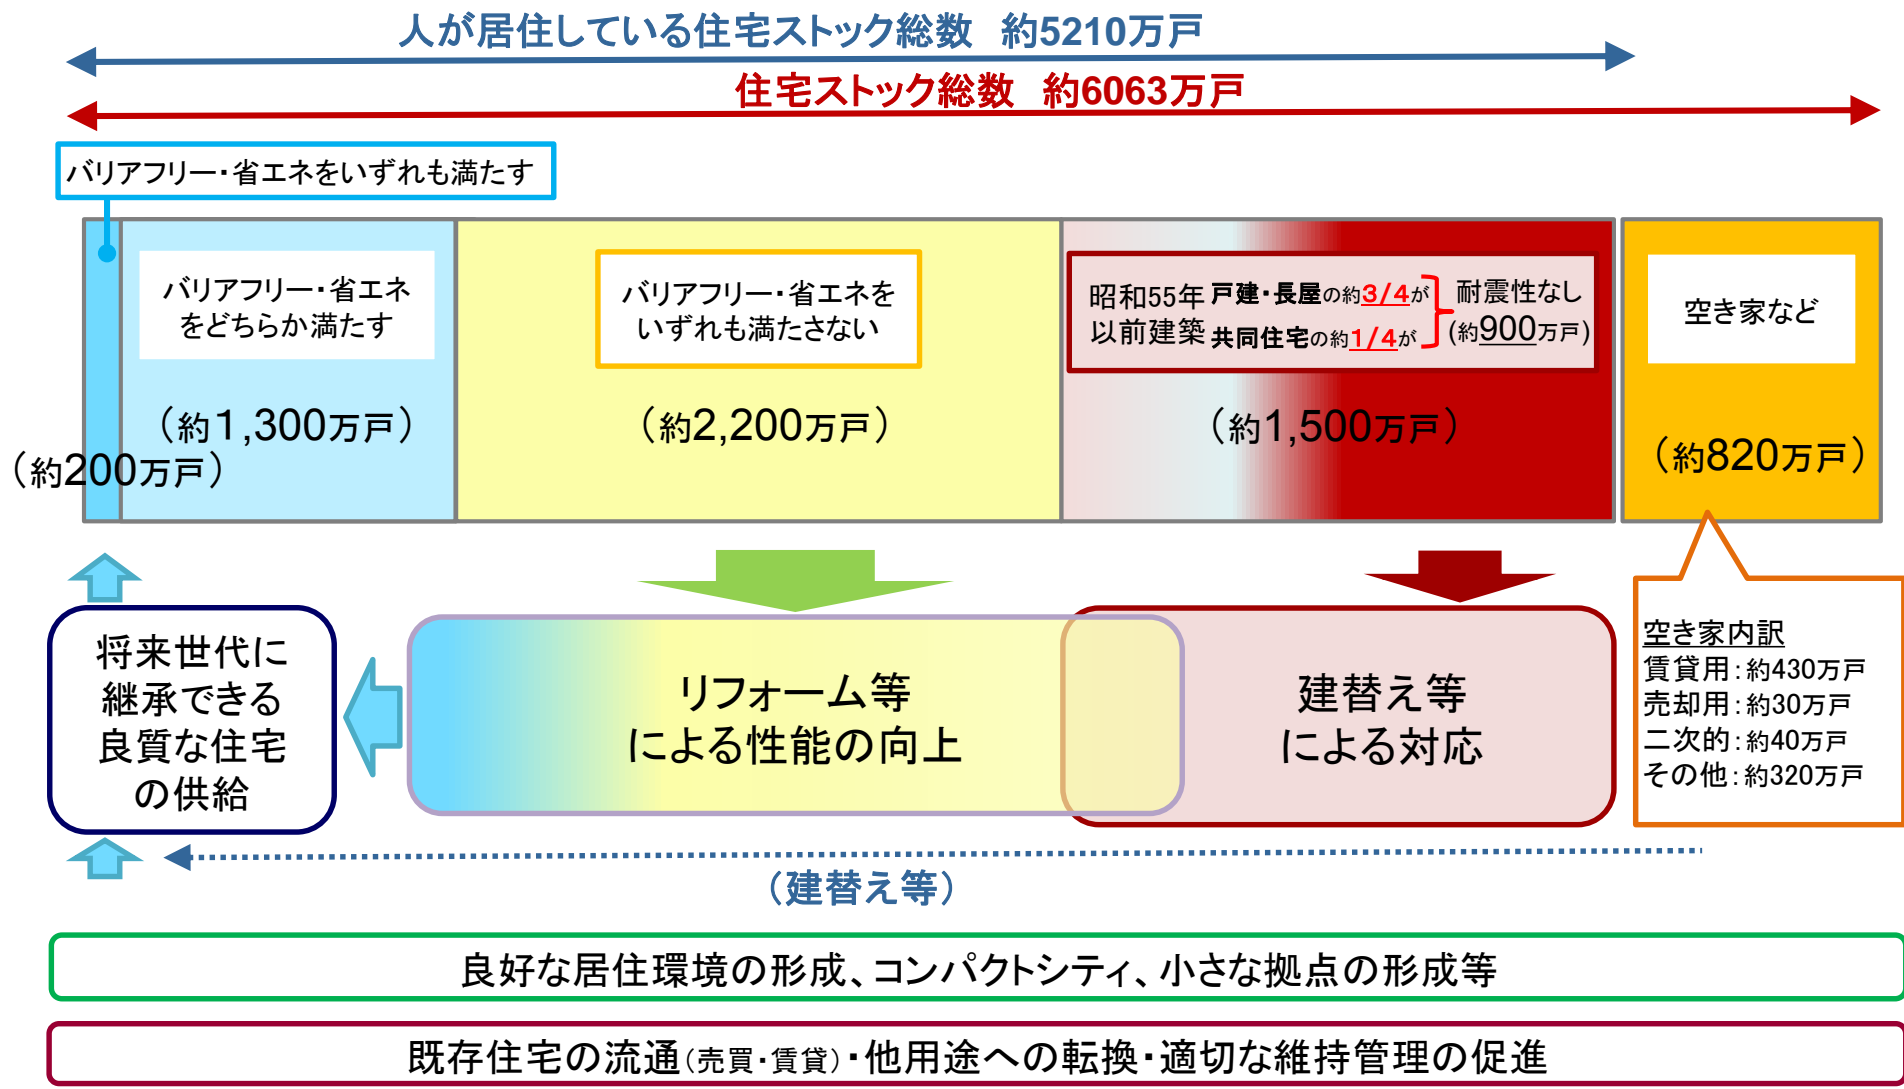 人が居住している住宅ストック総数　約5210万戸
住宅ストック総数　約6063万戸
バリアフリー・省エネをいずれも満たす
バリアフリー・省エネ
をどちらか満たす
（約1,300万戸）
（約200万戸）
バリアフリー・省エネを
いずれも満たさない
（約2,200万戸）
昭和55年
以前建築
戸建・長屋の約3/4が
共同住宅の約1/4が
耐震性なし
(約900万戸)
（約1,500万戸）
空き家など
（約820万戸）
将来世代に
継承できる
良質な住宅
の供給
リフォーム等
による性能の向上
建替え等
による対応
空き家内訳
賃貸用：約430万戸
売却用：約30万戸
二次的：約40万戸
その他：約320万戸
（建替え等）
良好な居住環境の形成、コンパクトシティ、小さな拠点の形成等
既存住宅の流通（売買・賃貸）・他用途への転換・適切な維持管理の促進